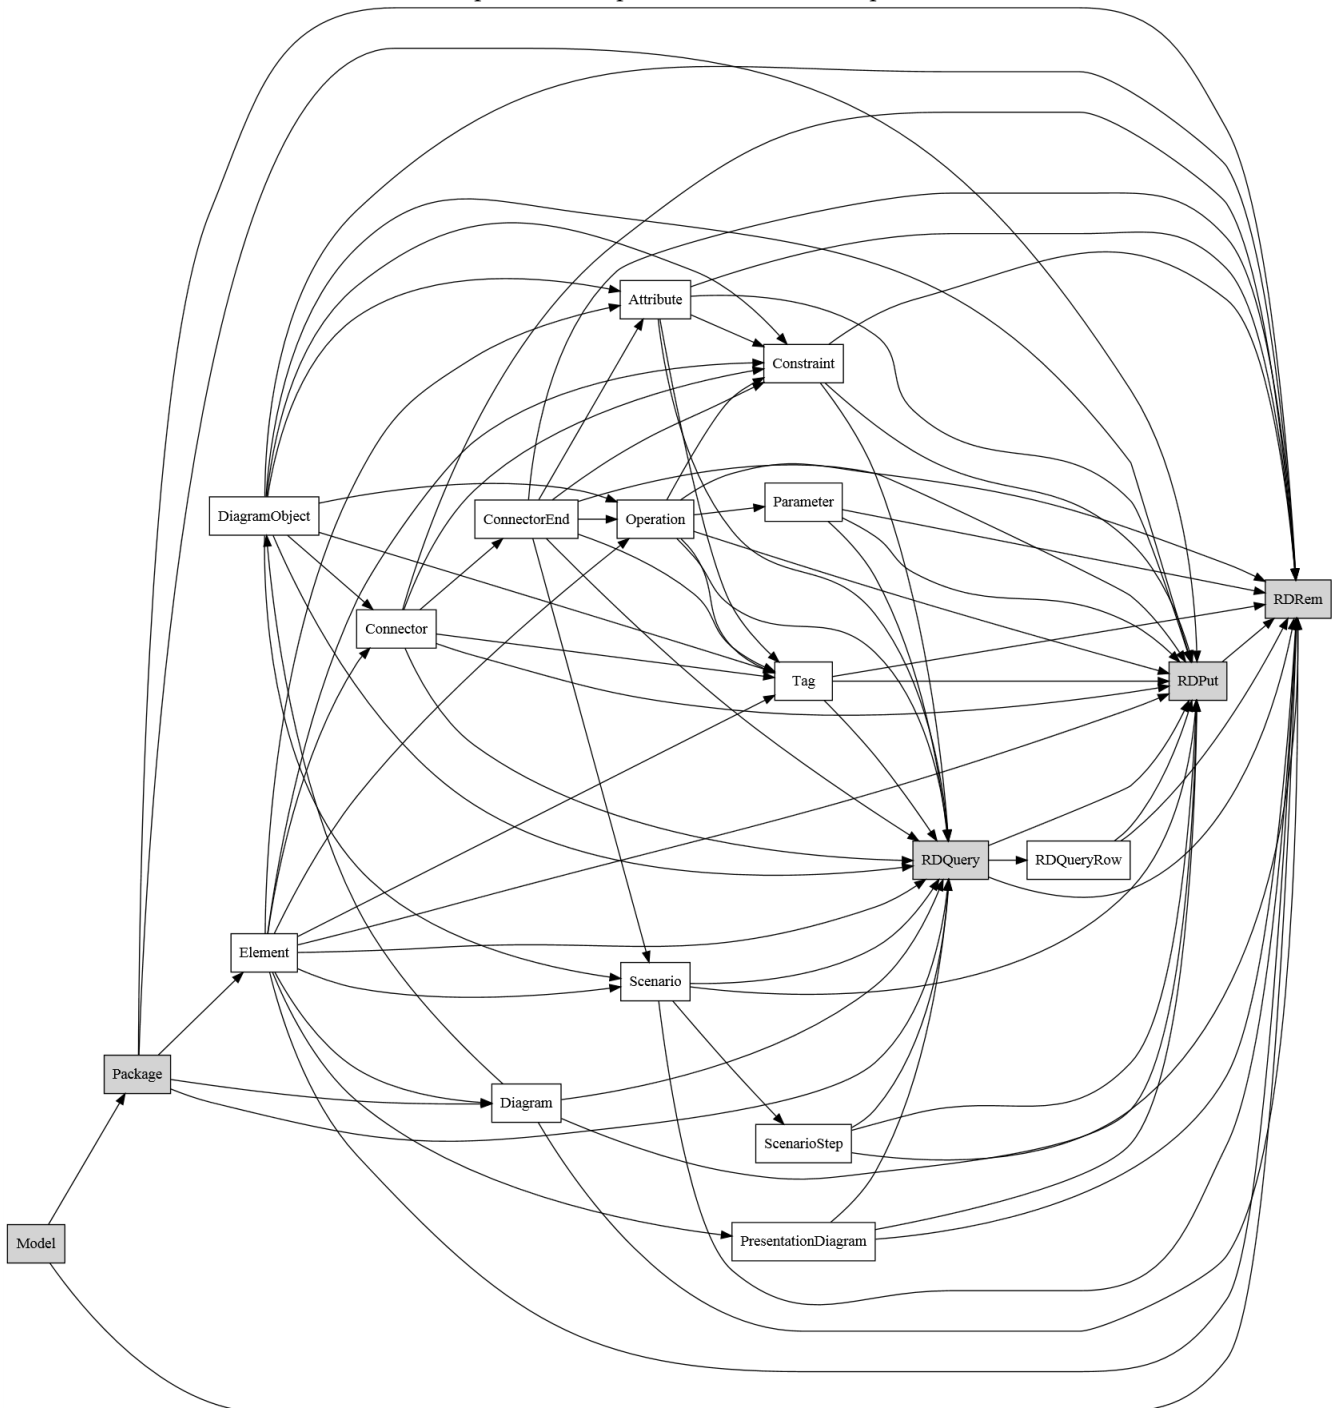 Attribute
Constraint
DiagramObject
ConnectorEnd
Operation
Parameter
RDRem
Connector
Tag
RDPut
RDQuery
RDQueryRow
Element
Scenario
Package
Diagram
ScenarioStep
Model
PresentationDiagram